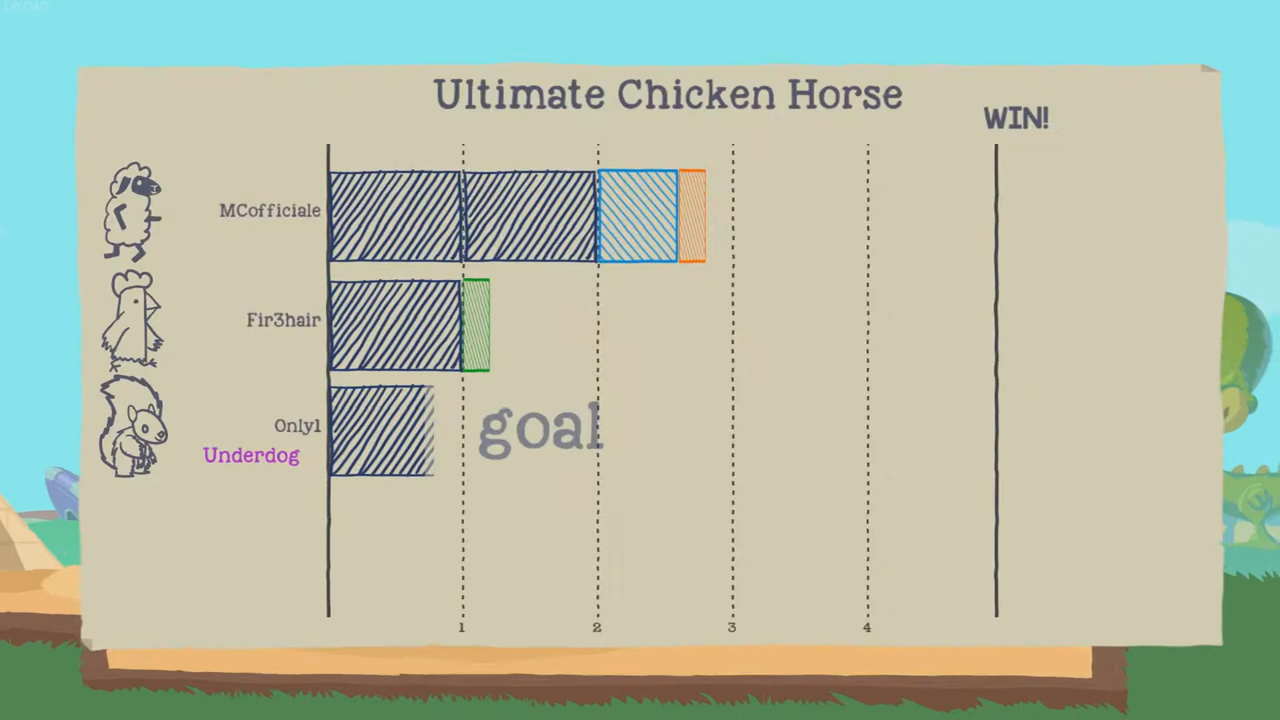 Ultimate Chicken Horse
WIN!
MCofficiale
Fir3hair
Only1
goal
Underdog
1 2 3 4